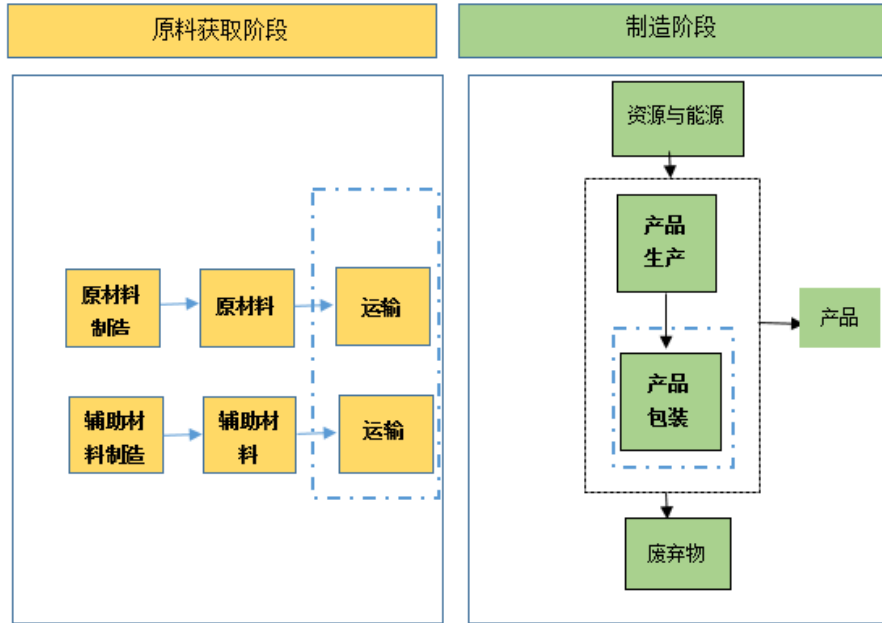 原料获取阶段
制造阶段
资源与能源
产品
生产
原材料
制造
原材料
运输
产品
产品
包装
辅助材
料制造
辅助材
料
运输
废弃物